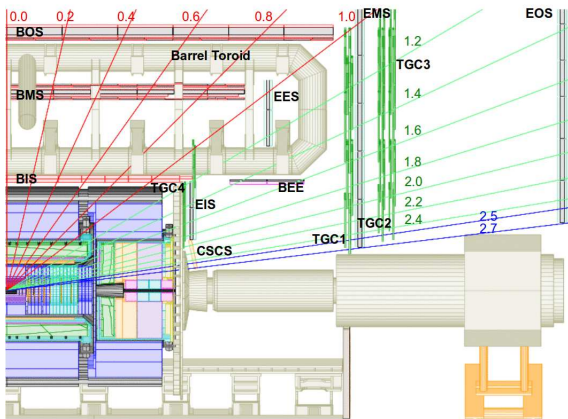 0.0 0.2 0.4 0.6 0.8 1.0 EMS EOS
BOS
1.2
Barrel Toroid
TGC3
1.4
BMS
EES
1.6
1.8
BIS
TGC4
BEE
2.0
EIS
2.2
TGC2
2.4
2.5
TGC1
2.7
CSCS